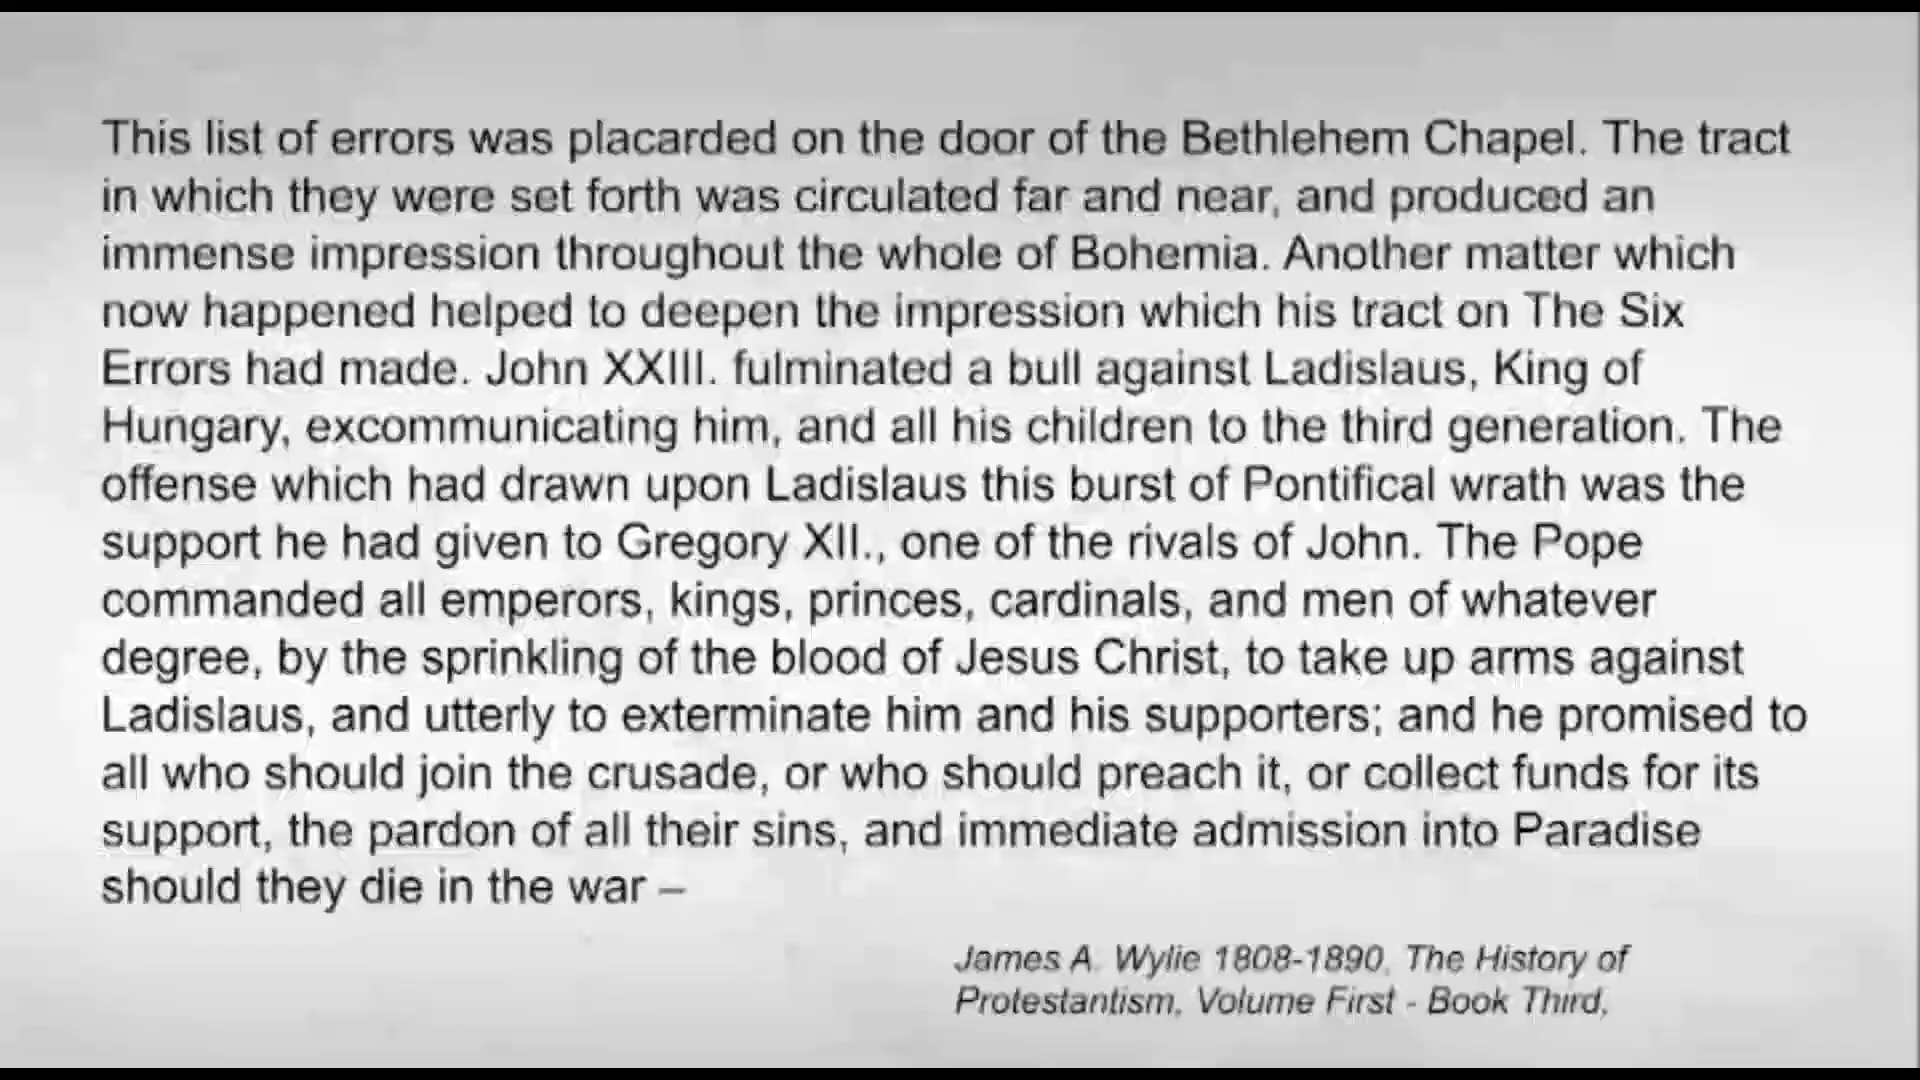 This list of errors was placarded on the door of the Bethlehem Chapel. The tract
in which they were set forth was circulated far and near, and produced an
immense impression throughout the whole of Bohemia. Another matter which
now happened helped to deepen the impression which his tract on The Six
Errors had made. John XXIII. fulminated a bull against Ladislaus, King of
Hungary, excommunicating him, and all his children to the third generation. The
offense which had drawn upon Ladislaus this burst of Pontifical wrath was the
support he had given to Gregory XII., one of the rivals of John. The Pope
commanded all emperors, kings, princes, cardinals, and men of whatever
degree, by the sprinkling of the blood of Jesus Christ, to take up arms against
Ladislaus, and utterly to exterminate him and his supporters; and he promised to
all who should join the crusade, or who should preach it, or collect funds for its
support, the pardon of all their sins, and immediate admission into Paradise
should they die in the war –
James A. Wylie 1808-1890, The History of
Protestantism, Volume First - Book Third,